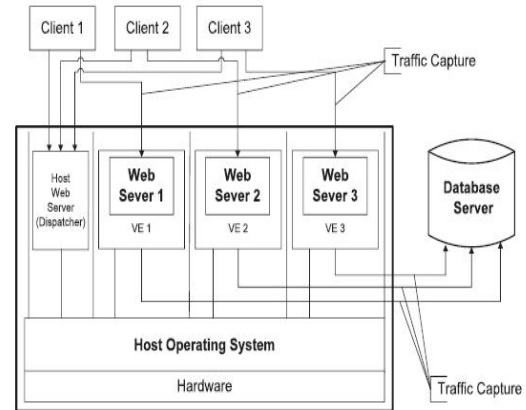 Client 1
Client 2
Client 3
Traffic Capture
Host
Web
Server
(Dispatcher)
Web
Sever 1
VE 1
Web
Sever 2
VE 2
Web
Sever 3
VE 3
Database
Server
Host Operating System
Hardware
Traffic Capture